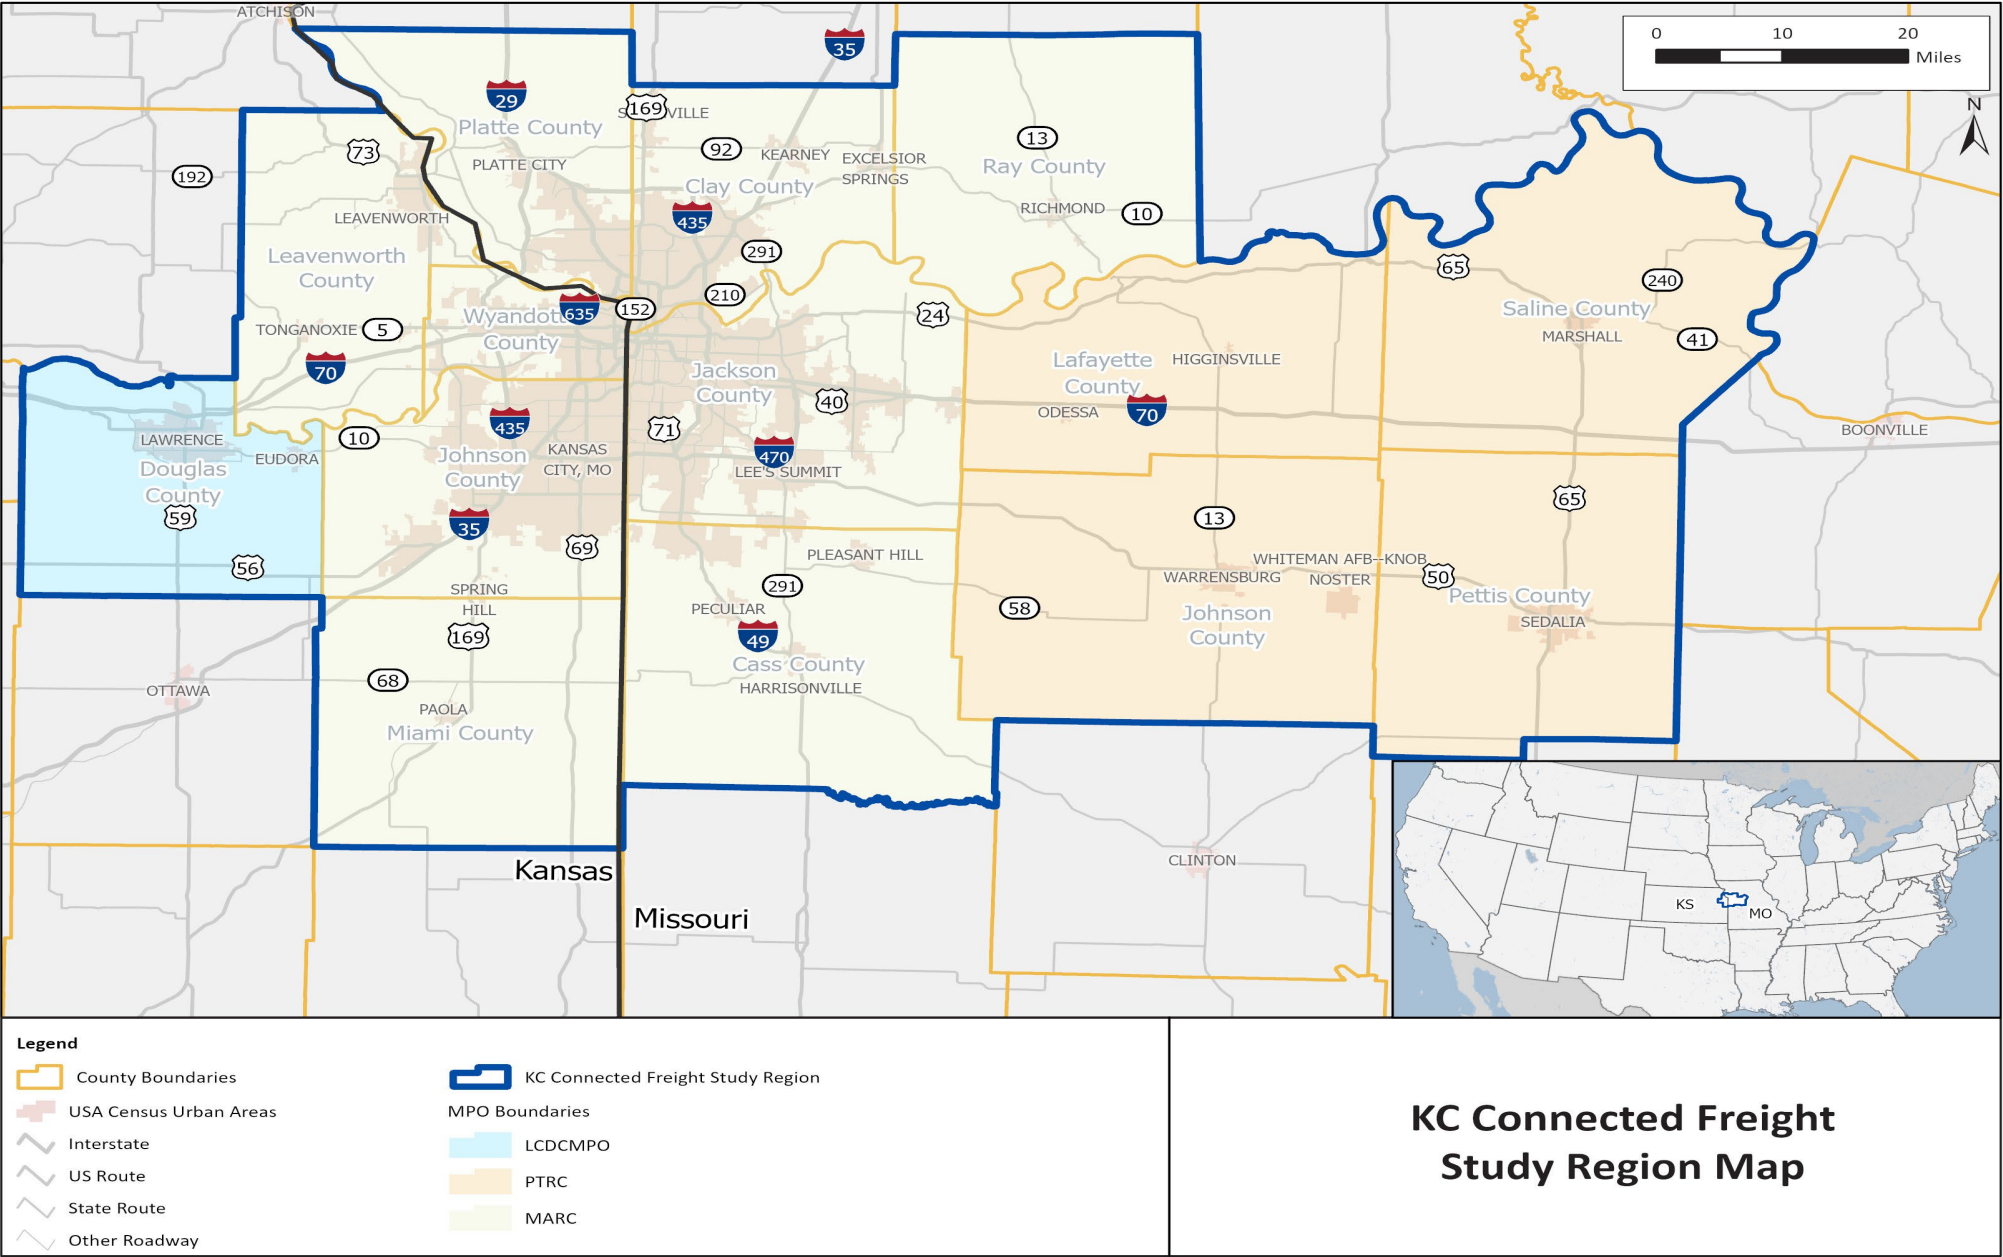 ATCHISON
35
0 10 20
Miles
N
29
169
VILLE
Platte County
73
92
KEARNEY
EXCELSIOR
SPRINGS
13
Ray County
PLATTE CITY
192
Clay County
LEAVENWORTH
435
RICHMOND
10
Leavenworth
County
291
65
240
210
635
152
24
Saline County
MARSHALL
41
TONGANOXIE
5
County
70
Jackson
County
Lafayette
County
HIGGINSVILLE
40
ODESSA
70
435
71
LAWRENCE
10
KANSAS
CITY, MO
470
LEE'S SUMMIT
BOONVILLE
EUDORA
Douglas
County
Johnson
County
59
35
13
65
69
PLEASANT HILL
WHITEMAN AFB--KNOB
NOSTER
56
WARRENSBURG
50
SPRING
HILL
291
PECULIAR
58
Johnson
County
Pettis County
SEDALIA
169
49
Cass County
HARRISONVILLE
68
OTTAWA
PAOLA
Miami County
CLINTON
Kansas
Missouri
KS
MO
Legend
County Boundaries
USA Census Urban Areas
Interstate
US Route
State Route
Other Roadway
KC Connected Freight Study Region
MPO Boundaries
LCDCMPO
PTRC
MARC
KC Connected Freight
Study Region Map